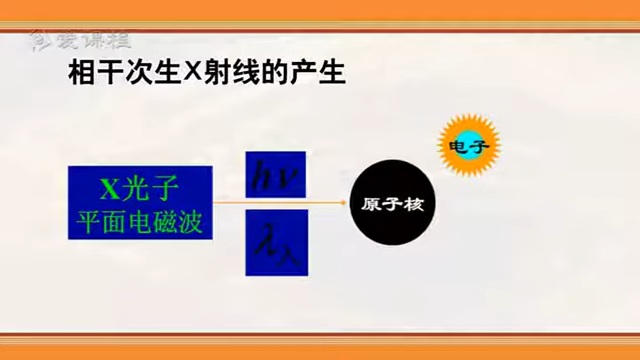 爱课程
相干次生X射线的产生
电子
X光子
平面电磁波
hν
λ入
原子核